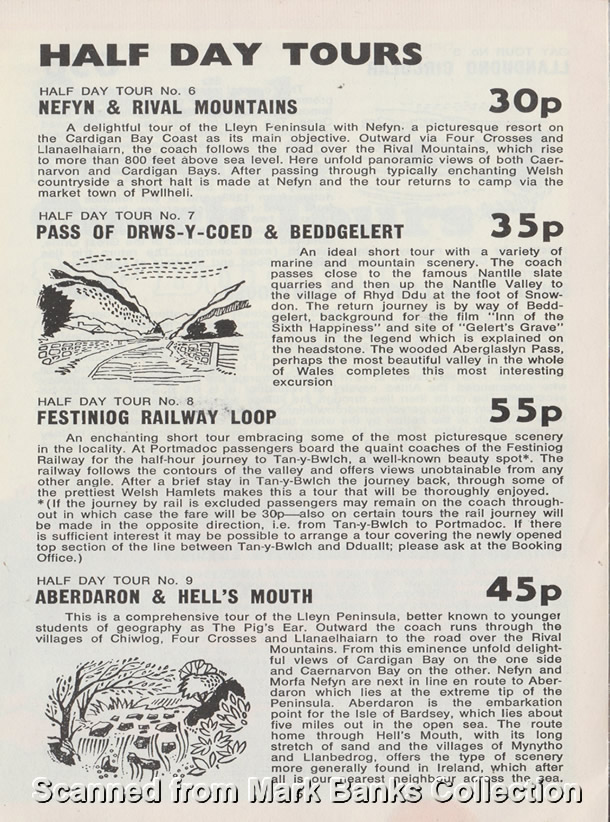 HALF DAY TOURS
HALF DAY TOUR No. 6
NEFYN & RIVAL MOUNTAINS 30p
A delightful tour of the Lleyn Peninsula with Nefyn, a picturesque resort on
the Cardigan Bay Coast as its main objective. Outward via Four Crosses and
Llanaelhaiarn, the coach follows the road over the Rival Mountains, which rise
to more than 800 feet above sea level. Here unfold panoramic views of both Caer-
narvon and Cardigan Bays. After passing through typically enchanting Welsh
countryside a short halt is made at Nefyn and the tour returns to camp via the
market town of Pwllheli.
HALF DAY TOUR No. 7
PASS OF DRWS-Y-COED & BEDDGELERT 35p
An ideal short tour with a variety of
marine and mountain scenery. The coach
passes close to the famous Nantlle slate
quarries and then up the Nantlle Valley to
the village of Rhyd Ddu at the foot of Snow-
don. The return journey is by way of Bedd-
gelert, background for the film "Inn of the
Sixth Happiness" and site of "Gelert's Grave"
famous in the legend which is explained on
the headstone. The wooded Aberglaslyn Pass,
perhaps the most beautiful valley in the whole
of Wales completes this most interesting
excursion
HALF DAY TOUR No. 8
FESTINIOG RAILWAY LOOP 55p
An enchanting short tour embracing some of the most picturesque scenery
in the locality. At Portmadoc passengers board the quaint coaches of the Festiniog
Railway for the half-hour journey to Tan-y-Bwlch, a well-known beauty spot*. The
railway follows the contours of the valley and offers views unobtainable from any
other angle. After a brief stay in Tan-y-Bwlch the journey back, through some of
the prettiest Welsh Hamlets makes this a tour that will be thoroughly enjoyed.
*(If the journey by rail is excluded passengers may remain on the coach through-
out in which case the fare will be 30p—also on certain tours the rail journey will
be made in the opposite direction, i.e. from Tan-y-Bwlch to Portmadoc. If there
is sufficient interest it may be possible to arrange a tour covering the newly opened
top section of the line between Tan-y-Bwlch and Dduallt; please ask at the Booking
Office.)
HALF DAY TOUR No. 9
ABERDARON & HELL'S MOUTH 45p
This is a comprehensive tour of the Lleyn Peninsula, better known to younger
students of geography as The Pig's Ear. Outward the coach runs through the
villages of Chiwlog, Four Crosses and Llanaelhaiarn to the road over the Rival
Mountains. From this eminence unfold delight-
ful views of Cardigan Bay on the one side
and Caernarvon Bay on the other. Nefyn and
Morfa Nefyn are next in line en route to Aber-
daron which lies at the extreme tip of the
Peninsula. Aberdaron is the embarkation
point for the Isle of Bardsey, which lies about
five miles out in the open sea. The route
home through Hell's Mouth, with its long
stretch of sand and the villages of Mynytho
and Llanbedrog, offers the type of scenery
more generally found in Ireland, which after
all is our nearest neighbour across the sea.
Scanned from Mark Banks Collection